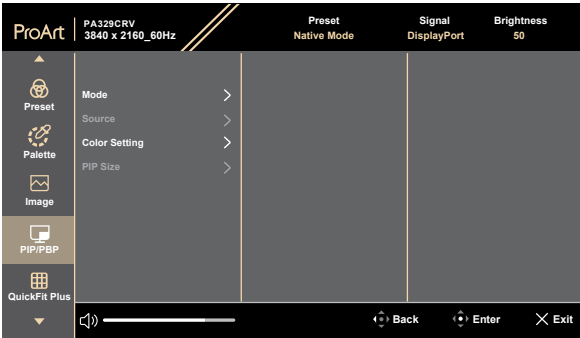 ProArt
PA329CRV
3840 x 2160_60Hz
Preset
Native Mode
Signal
DisplayPort
Brightness
50
Preset
Palette
Image
PIP/PBP
QuickFit Plus
Mode
Source
Color Setting
PIP Size
Back
Enter
Exit